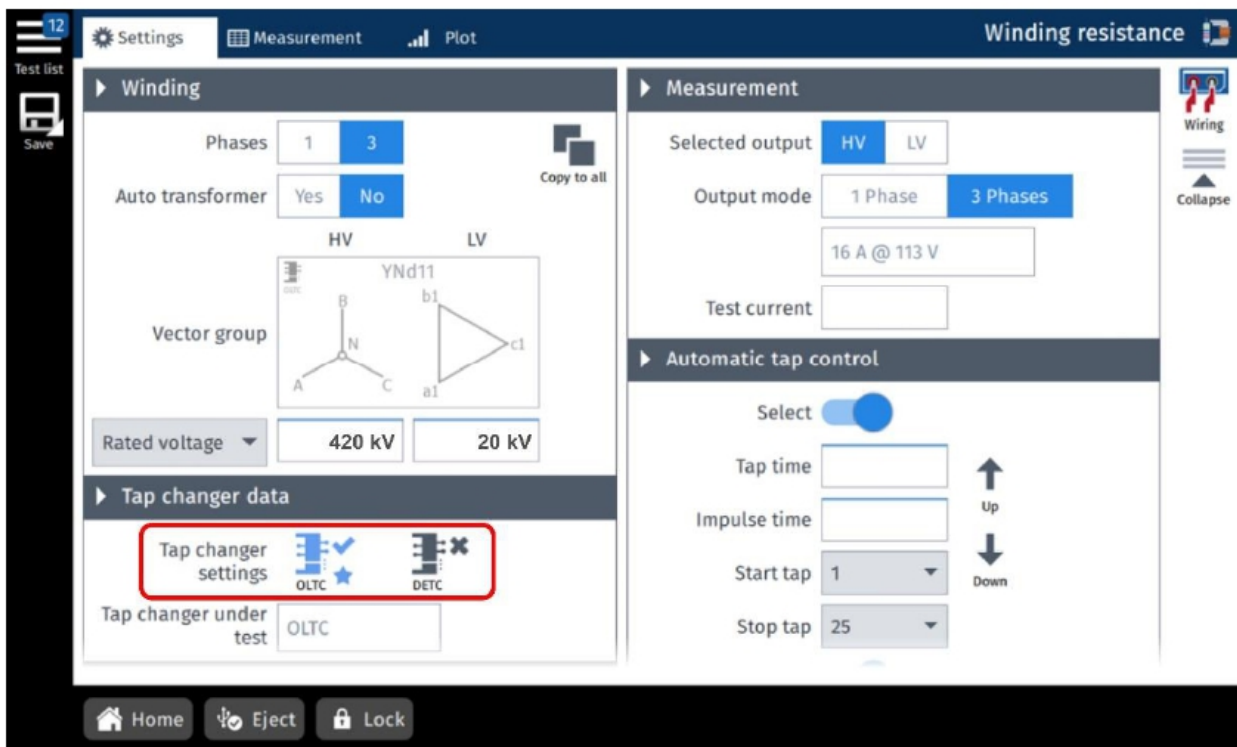 12
Test list
Save
Settings
Measurement
Plot
Winding resistance
Winding
Phases 1 3
Copy to all
Auto transformer Yes No
HV LV
OLTC
YNd11
B
N
A
C
b1
c1
a1
Vector group
Rated voltage 420 kV 20 kV
Tap changer data
Tap changer
settings
OLTC
DETC
Tap changer under
test
OLTC
Measurement
Selected output HV LV
Output mode 1 Phase 3 Phases
16 A @ 113 V
Test current
Automatic tap control
Select
Tap time
Impulse time
Up
Start tap 1
Down
Stop tap 25
Wiring
Collapse
Home
Eject
Lock